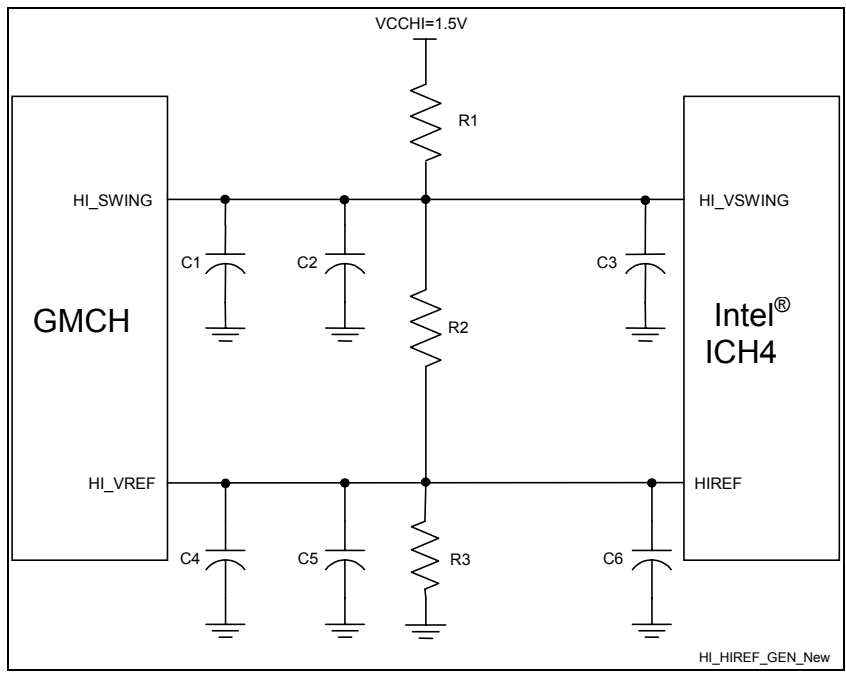 VCCHI=1.5V
R1
HI_SWING
HI_VSWING
C1
C2
C3
GMCH
R2
Intel®
ICH4
HI_VREF
HIREF
C4
C5
R3
C6
HI_HIREF_GEN_New